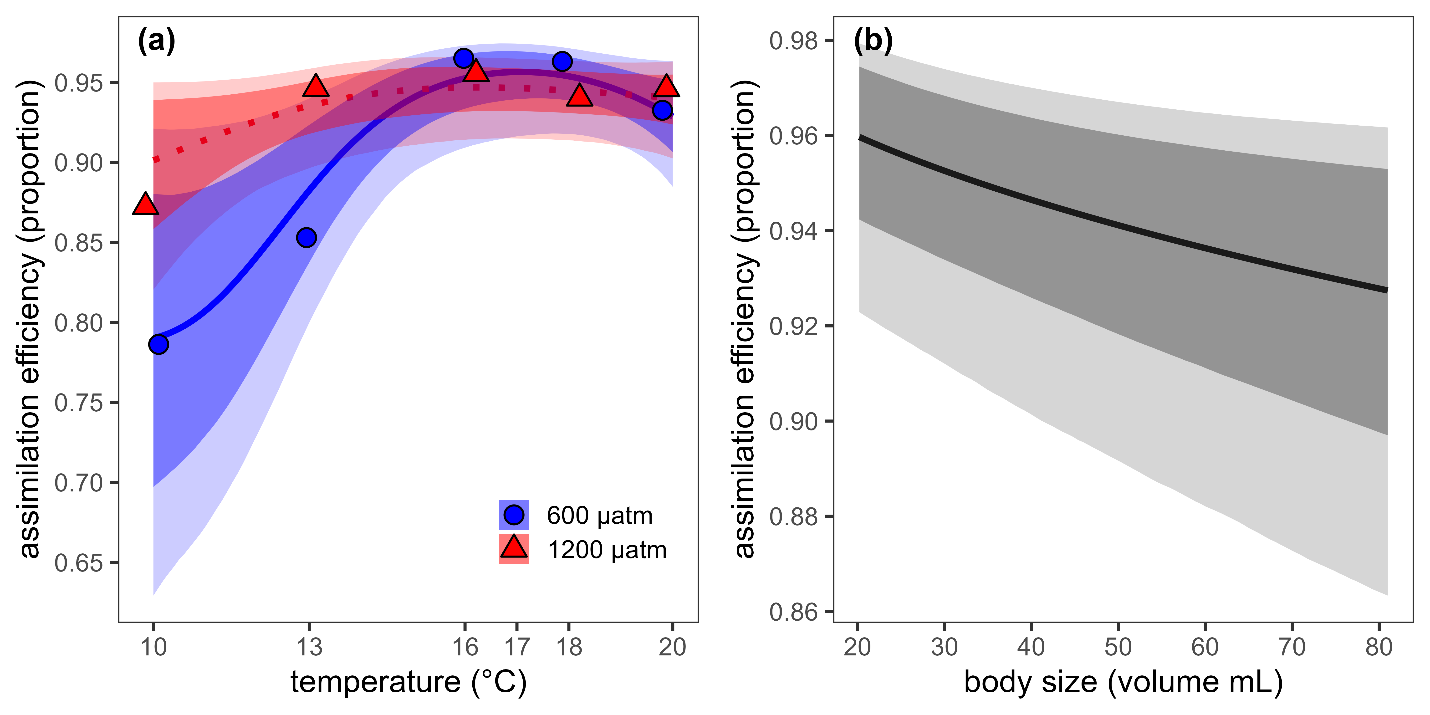 (a)
assimilation efficiency (proportion)
0.95
0.90
0.85
0.80
0.75
0.70
0.65
600 µatm
1200 µatm
10 13 16 17 18 20
temperature (°C)
(b)
assimilation efficiency (proportion)
0.98
0.96
0.94
0.92
0.90
0.88
0.86
20 30 40 50 60 70 80
body size (volume mL)